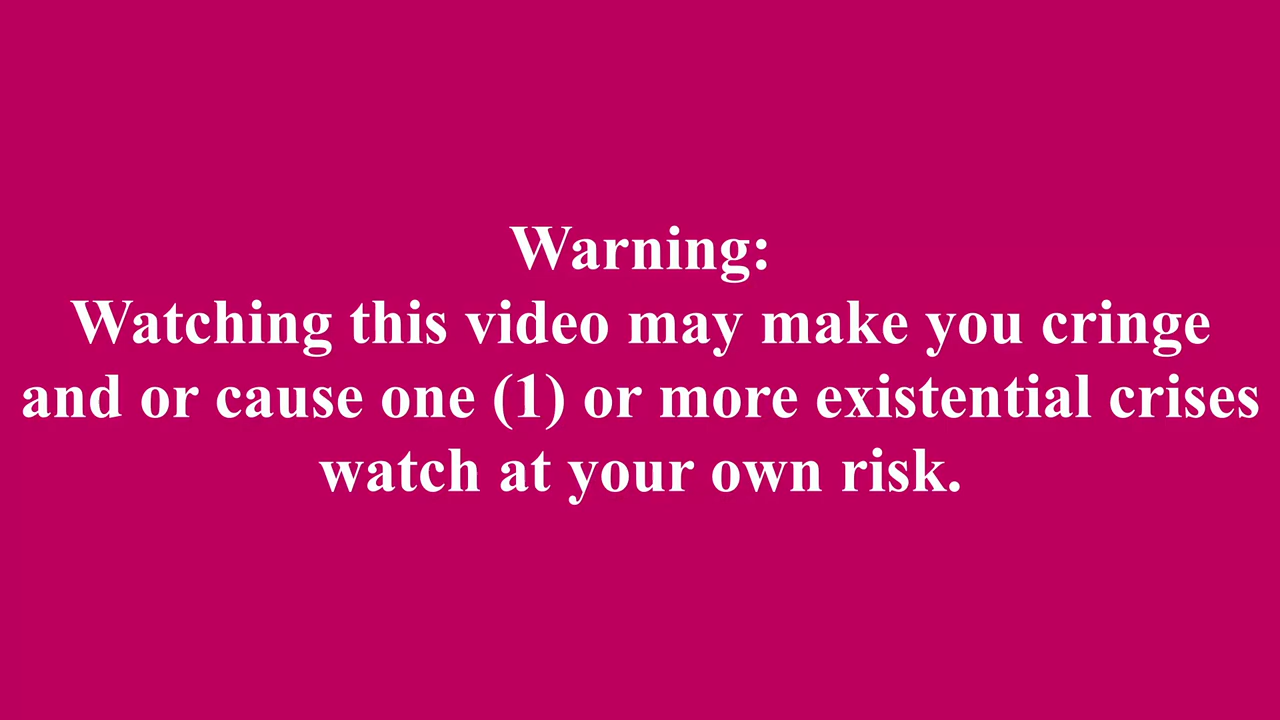 Warning:
Watching this video may make you cringe
and or cause one (1) or more existential crises
watch at your own risk.